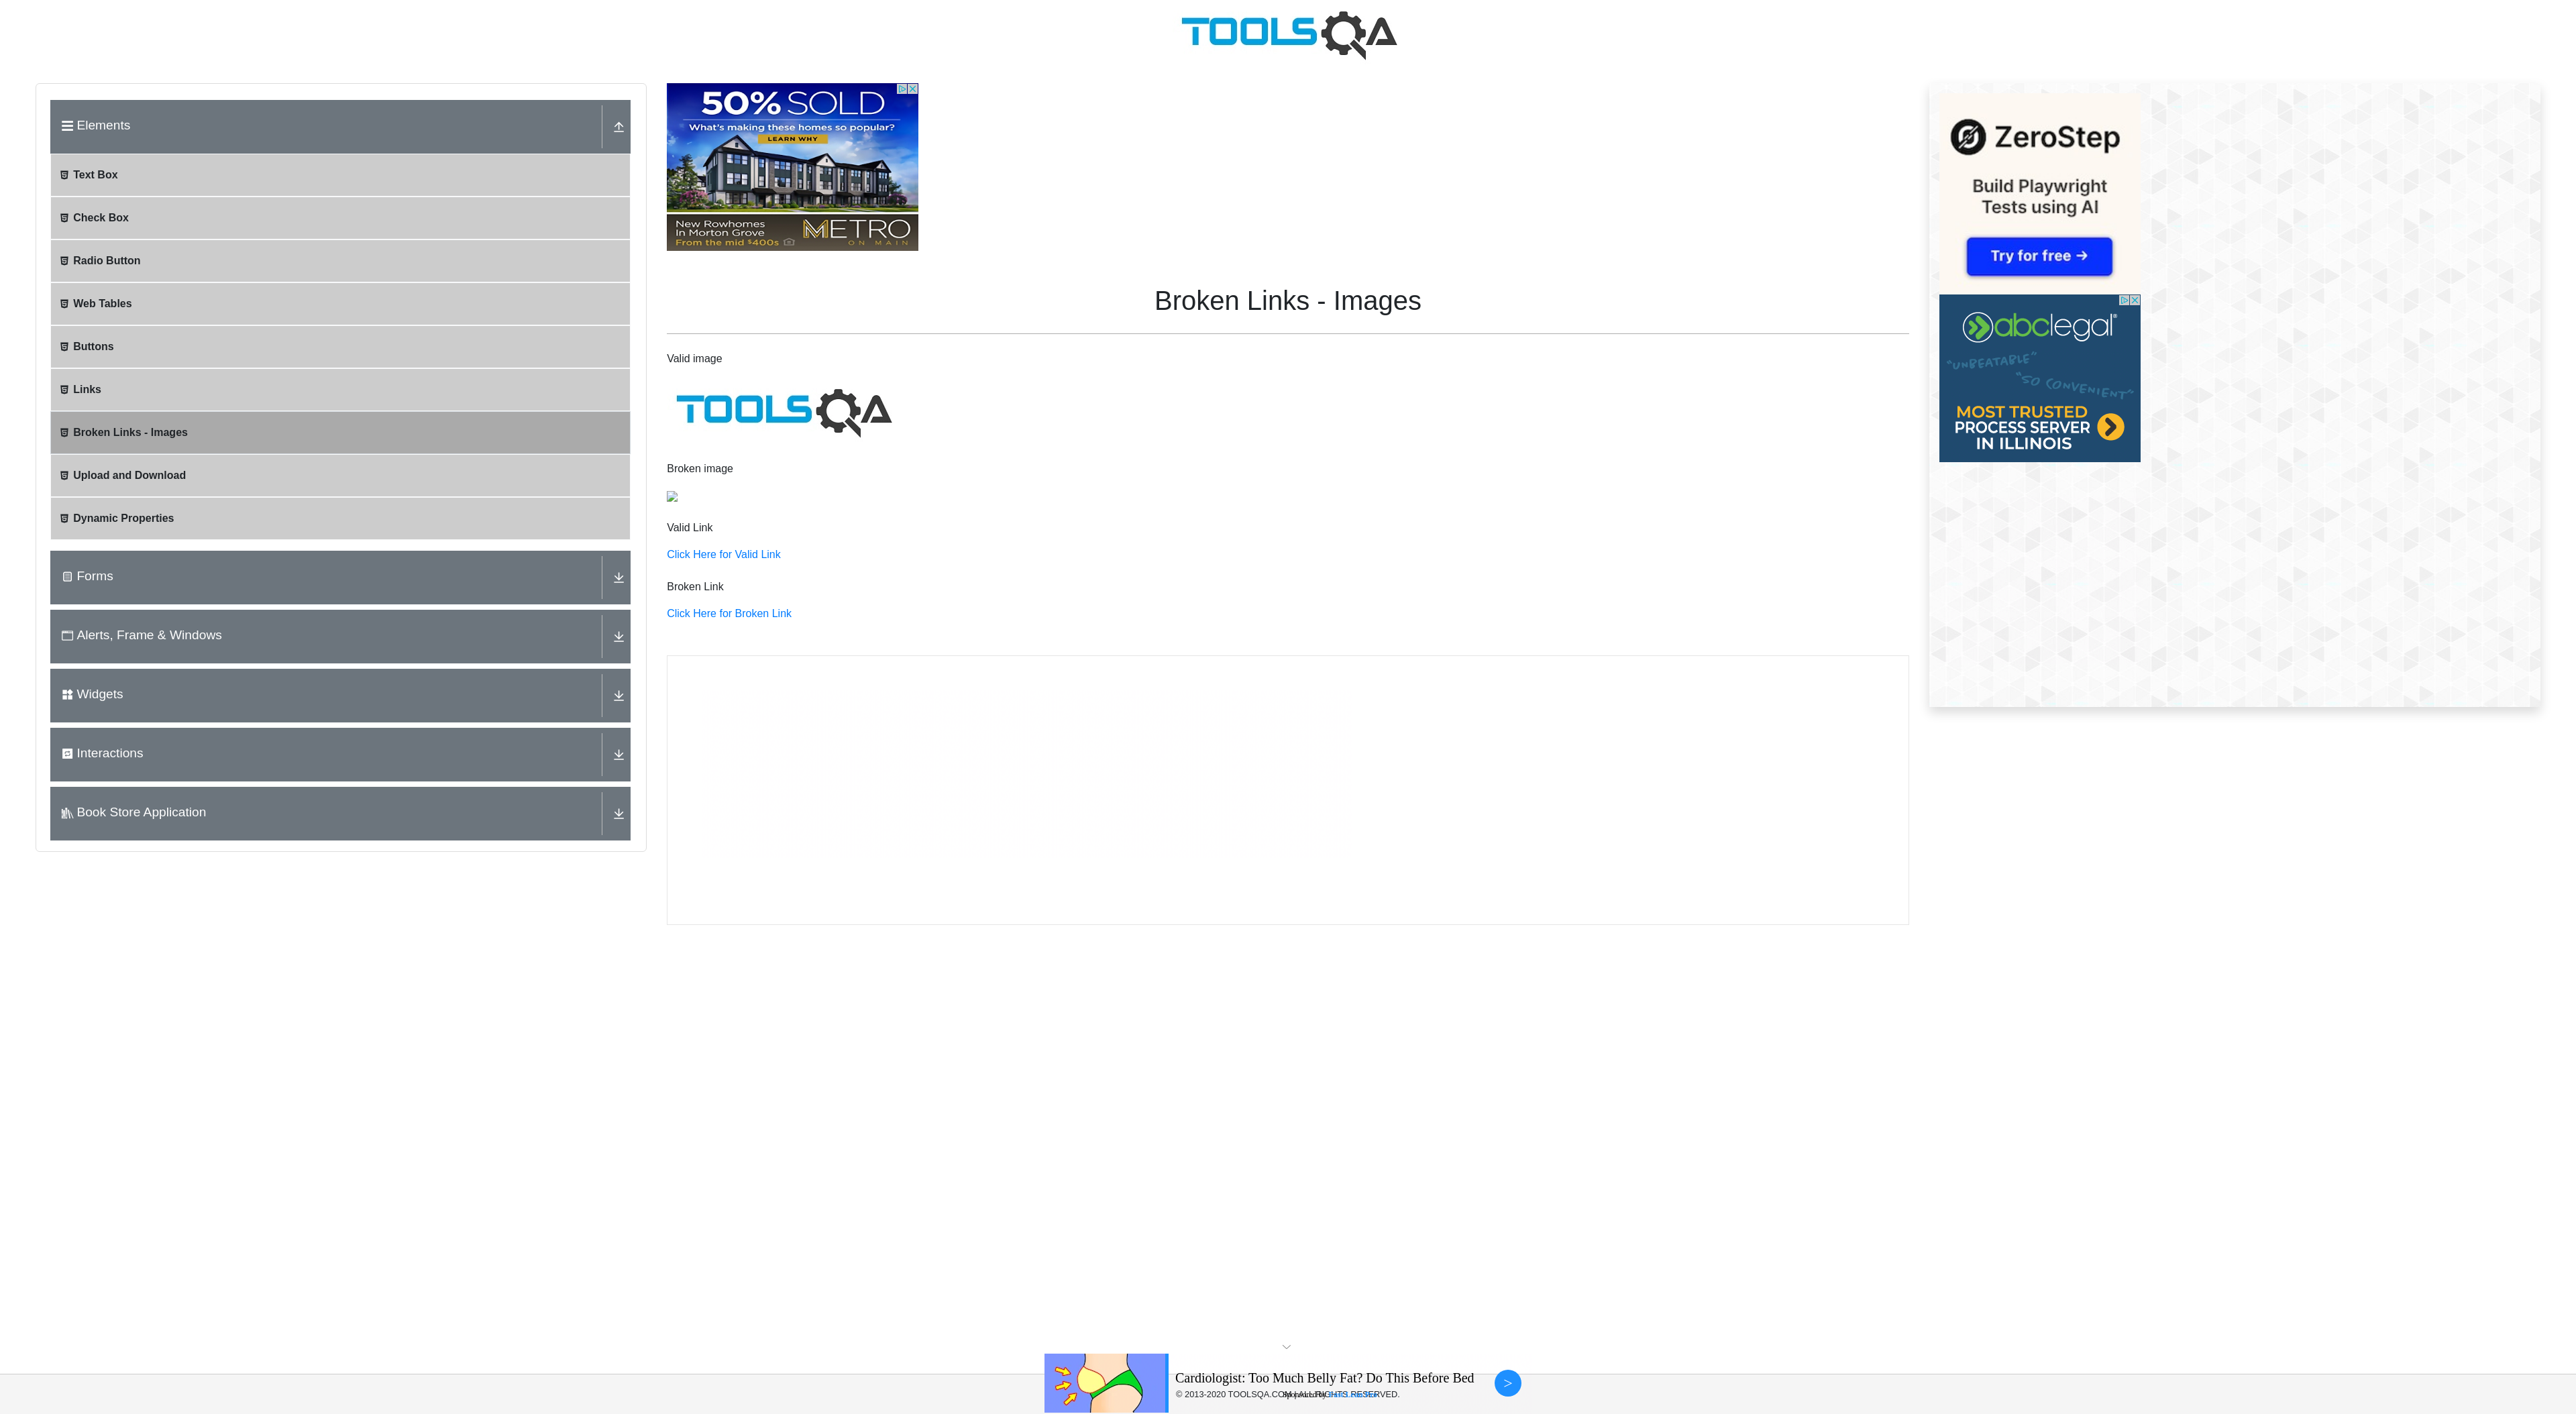 TOOLSQA
Elements
Text Box
Check Box
Radio Button
Web Tables
Buttons
Links
Broken Links - Images
Upload and Download
Dynamic Properties
Forms
Alerts, Frame & Windows
Widgets
Interactions
Book Store Application
50% SOLD
What's making these homes so popular?
LEARN WHY
New Rowhomes
In Morton Grove
From the mid $400s
METRO
ON MAIN
Broken Links - Images
Valid image
TOOLSQA
Broken image
Valid Link
Click Here for Valid Link
Broken Link
Click Here for Broken Link
ZeroStep
Build Playwright
Tests using AI
Try for free →
abclegal®
"UNBEATABLE"
"SO CONVENIENT"
MOST TRUSTED
PROCESS SERVER
IN ILLINOIS
Cardiologist: Too Much Belly Fat? Do This Before Bed
© 2013-2020 TOOLSQA.COM | ALL RIGHTS RESERVED.
>